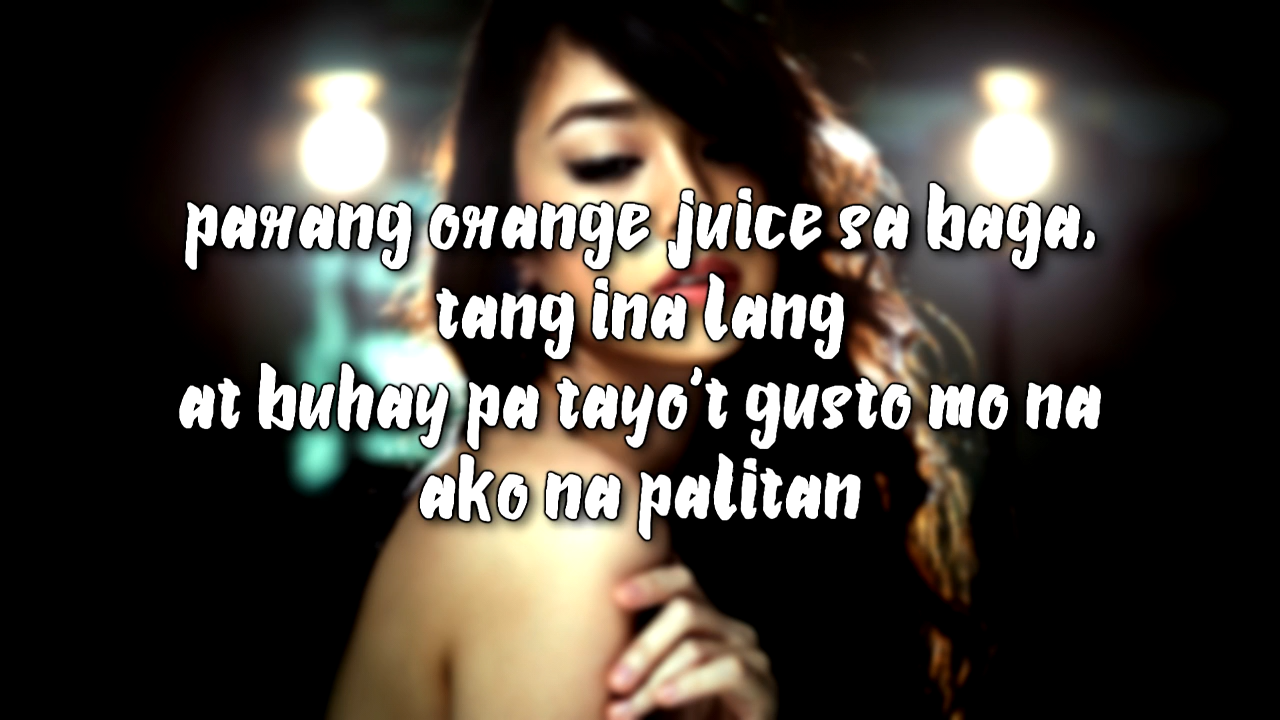 parang orange juice sa baga,
tang ina lang
at buhay pa tayo't gusto mo na
ako na palitan